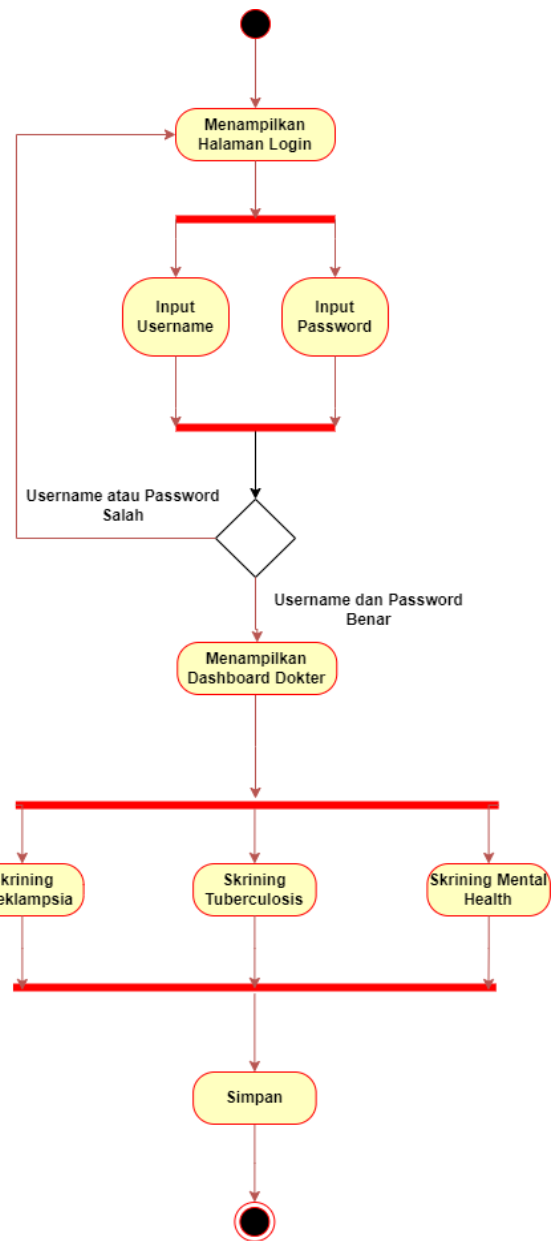 Menampilkan
Halaman Login
Input
Username
Input
Password
Username atau Password
Salah
Username dan Password
Benar
Menampilkan
Dashboard Dokter
Skrining
Tuberculosis
Skrining Mental
Health
Simpan